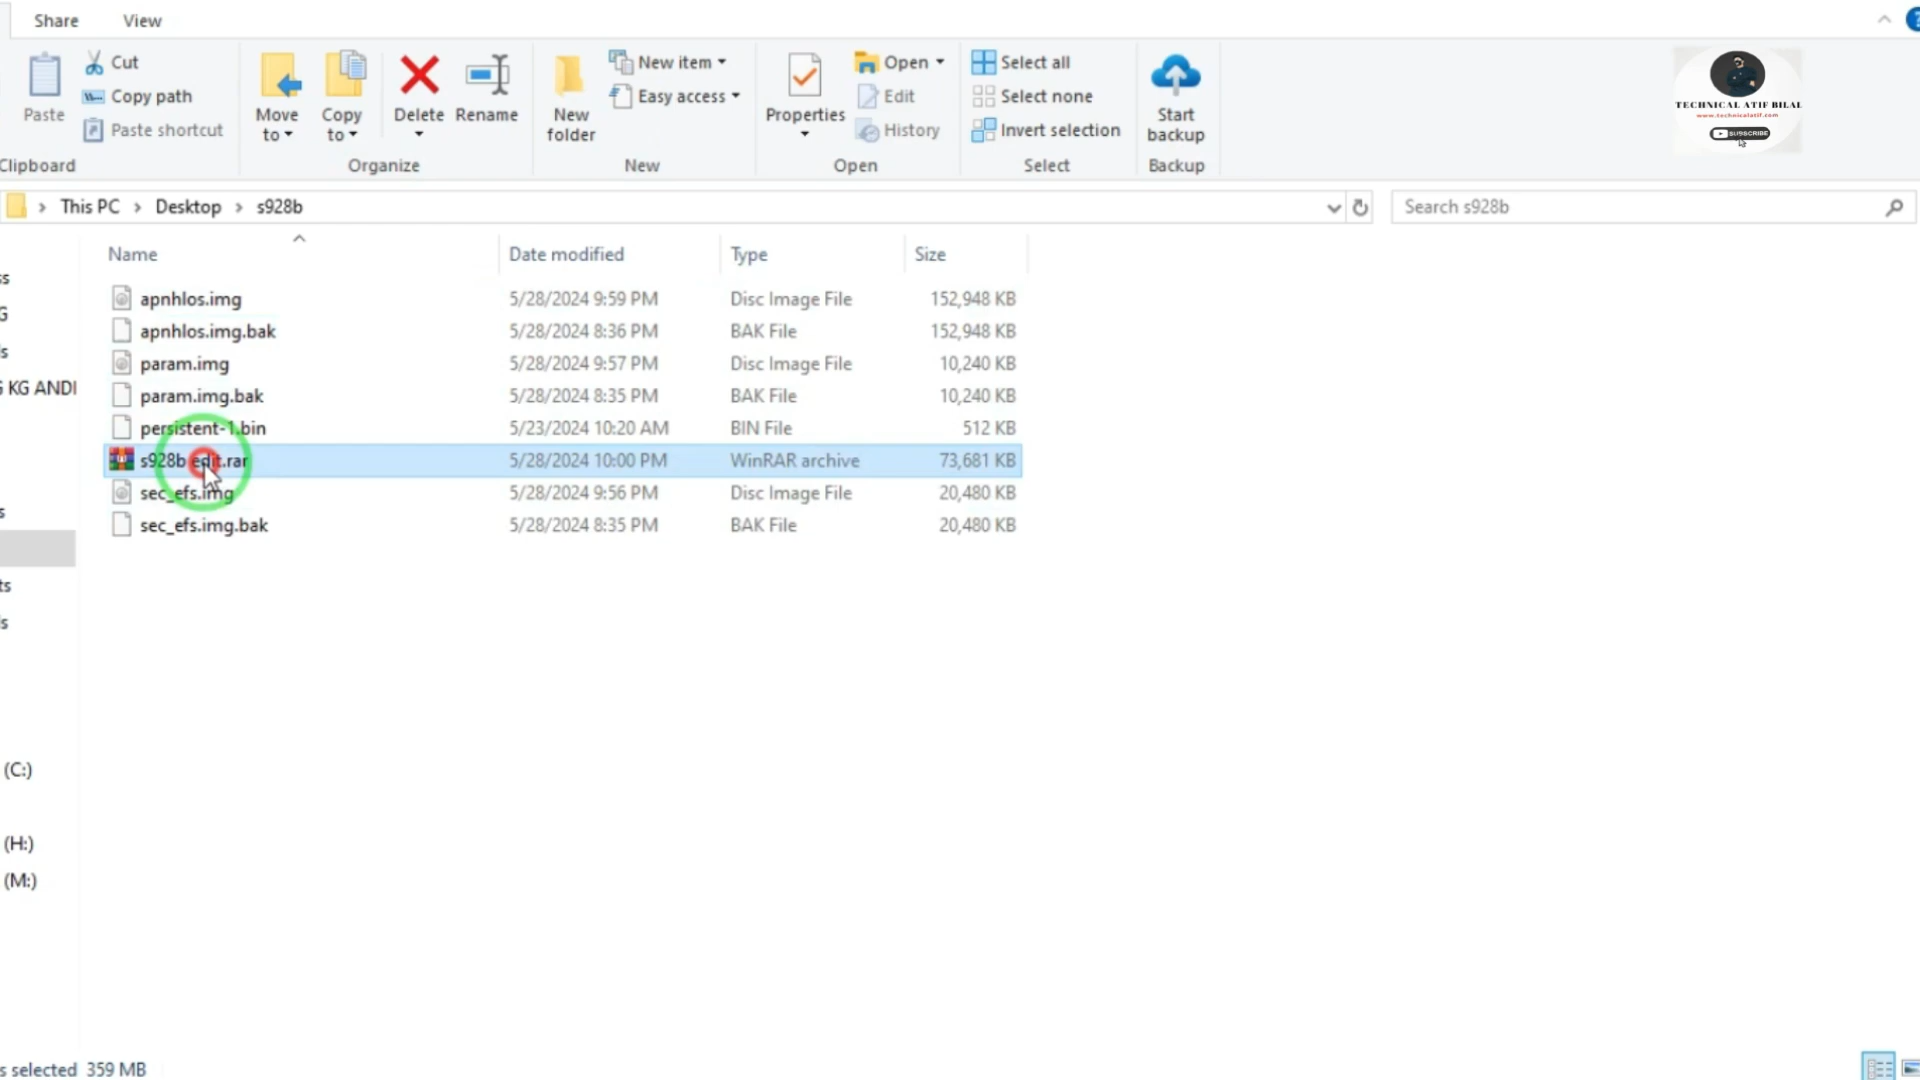 Share View
Cut
Copy path
Paste shortcut
Paste
Clipboard
Move to
Copy to
Delete
Rename
Organize
New folder
New item
Easy access
New
Properties
Open
Edit
History
Open
Select all
Select none
Invert selection
Select
Start backup
Backup
TECHNICAL ATIF BILAL
www.technicalatif.com
SUBSCRIBE
This PC > Desktop > s928b
Search s928b
Name Date modified Type Size
apnhlos.img 5/28/2024 9:59 PM Disc Image File 152,948 KB
apnhlos.img.bak 5/28/2024 8:36 PM BAK File 152,948 KB
param.img 5/28/2024 9:57 PM Disc Image File 10,240 KB
param.img.bak 5/28/2024 8:35 PM BAK File 10,240 KB
persistent-1.bin 5/23/2024 10:20 AM BIN File 512 KB
s928b edit.rar 5/28/2024 10:00 PM WinRAR archive 73,681 KB
sec_efs.img 5/28/2024 9:56 PM Disc Image File 20,480 KB
sec_efs.img.bak 5/28/2024 8:35 PM BAK File 20,480 KB
KG ANDI
(C:)
(H:)
(M:)
s selected 359 MB